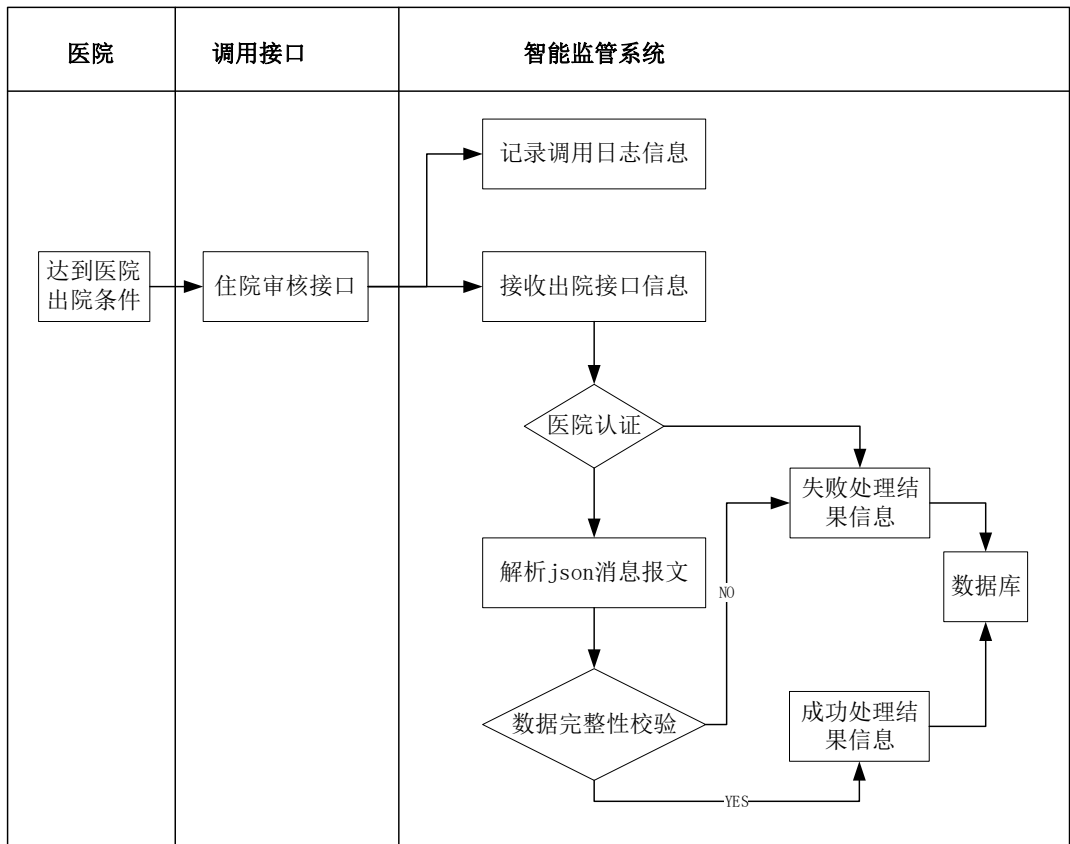 医院
调用接口
智能监管系统
记录调用日志信息
达到医院
出院条件
住院审核接口
接收出院接口信息
医院认证
失败处理结
果信息
解析json消息报文
NO
数据库
数据完整性校验
成功处理结
果信息
YES